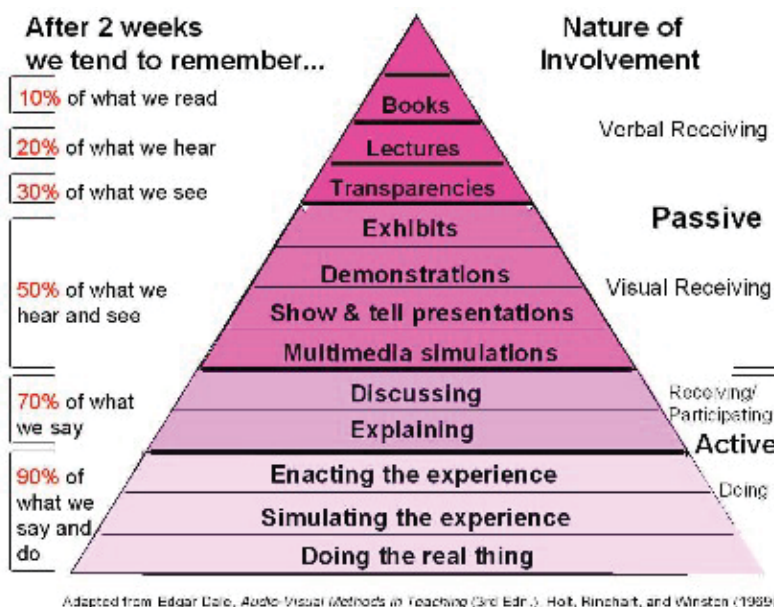 After 2 weeks
we tend to remember...
Nature of
Involvement
10% of what we read
Books
Verbal Receiving
20% of what we hear
Lectures
30% of what we see
Transparencies
Passive
Exhibits
50% of what we
hear and see
Demonstrations
Visual Receiving
Show & tell presentations
Multimedia simulations
70% of what
we say
Discussing
Receiving/
Participating
Explaining
Active
90% of
what we
say and
do
Enacting the experience
Doing
Simulating the experience
Doing the real thing
Adapted from Edgar Dale, Audio-Visual Methods in Teaching (3rd Edn.), Holt, Rinehart, and Winston (1969)